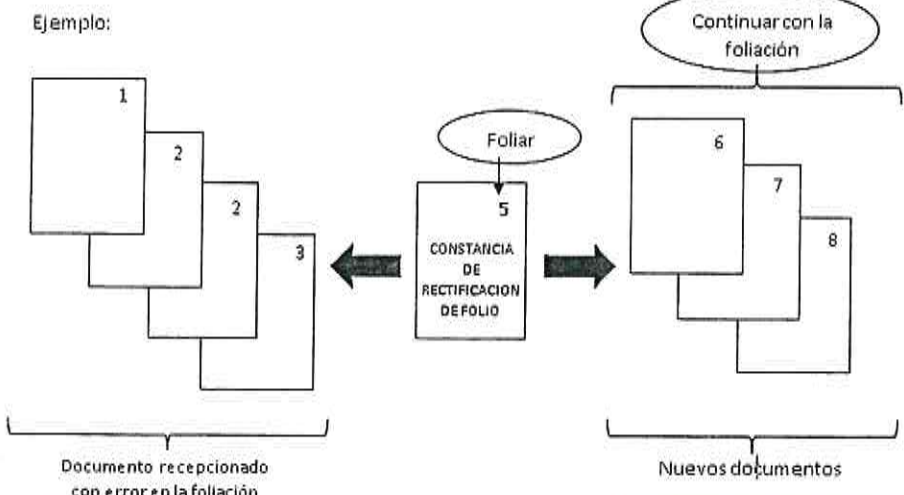 Ejemplo:
1
2
2
3
Documento recepcionado
con error en la foliación
Foliar
5
CONSTANCIA
DE
RECTIFICACION
DE FOLIO
Continuar con la
foliación
6
7
8
Nuevos documentos